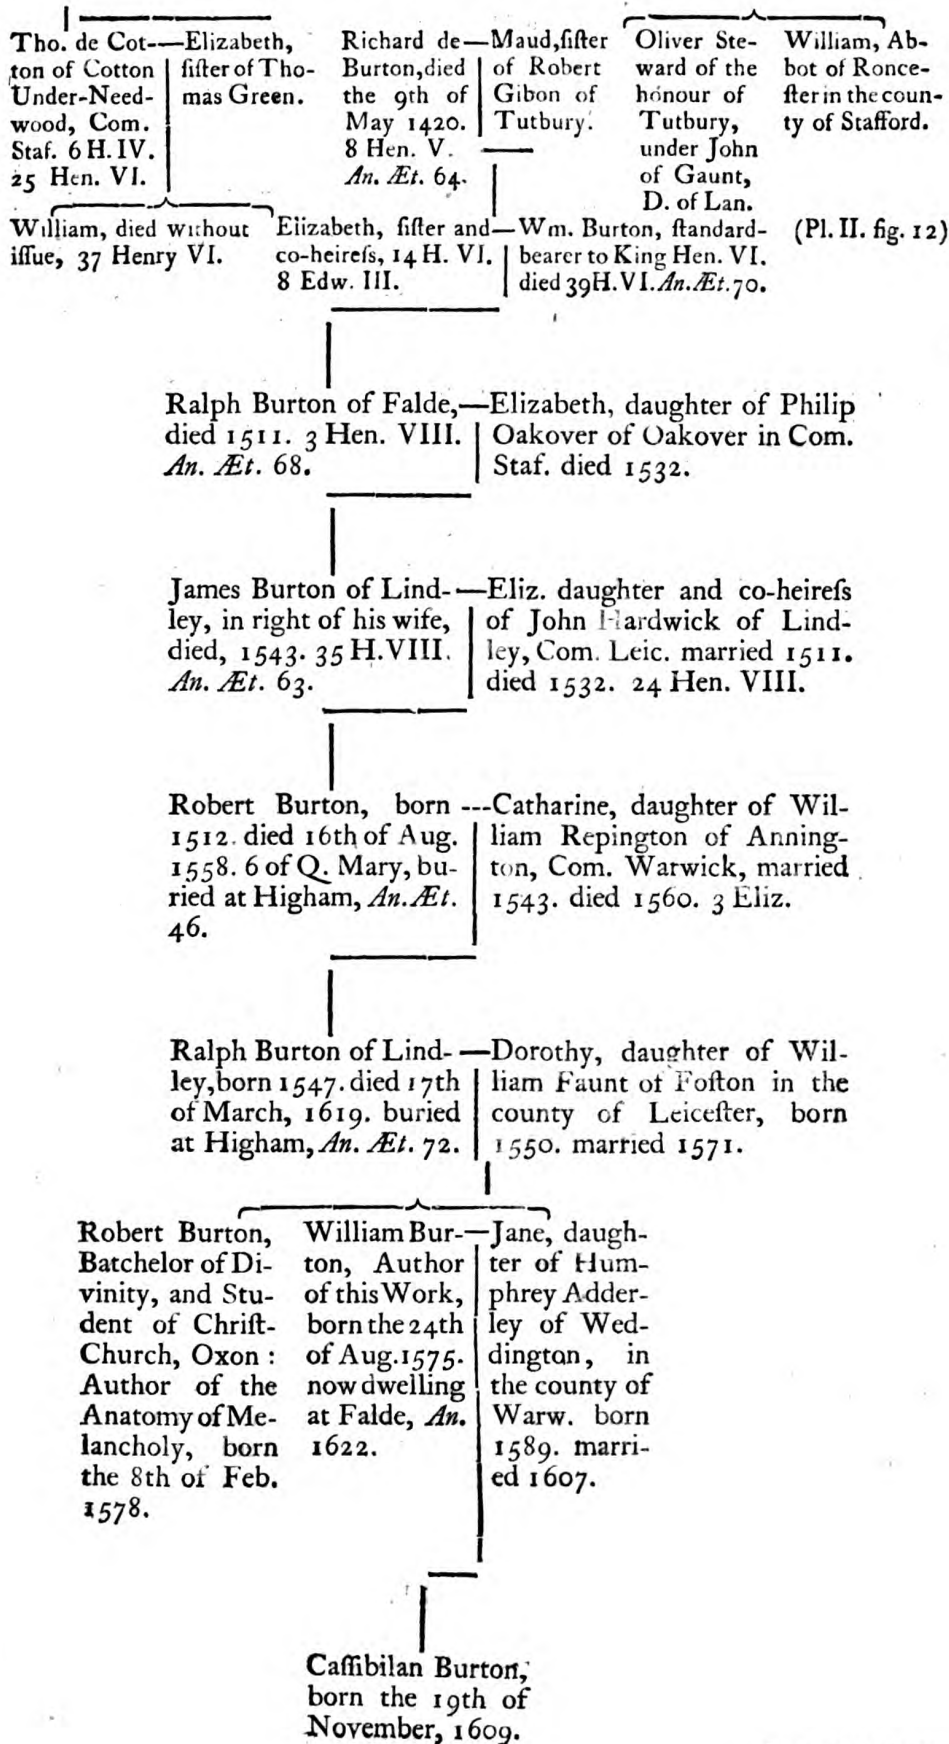 Tho. de Cot-
ton of Cotton
Under-Need-
wood, Com.
Staf. 6 H. IV.
25 Hen. VI.
Elizabeth,
ſiſter of Tho-
mas Green.
Richard de
Burton, died
the 9th of
May 1420.
8 Hen. V.
An. Æt. 64.
Maud, ſiſter
of Robert
Gibon of
Tutbury.
Oliver Ste-
ward of the
honour of
Tutbury,
under John
of Gaunt,
D. of Lan.
William, Ab-
bot of Ronce-
ſter in the coun-
ty of Stafford.
William, died without
iſſue, 37 Henry VI.
Elizabeth, ſiſter and
co-heireſs, 14 H. VI.
8 Edw. III.
Wm. Burton, ſtandard-
bearer to King Hen. VI.
died 39 H. VI. An. Æt. 70.
(Pl. II. fig. 12)
Ralph Burton of Falde,
died 1511. 3 Hen. VIII.
An. Æt. 68.
Elizabeth, daughter of Philip
Oakover of Oakover in Com.
Staf. died 1532.
James Burton of Lind-
ley, in right of his wife,
died, 1543. 35 H. VIII.
An. Æt. 63.
Eliz. daughter and co-heireſs
of John Hardwick of Lind-
ley, Com. Leic. married 1511.
died 1532. 24 Hen. VIII.
Robert Burton, born
1512. died 16th of Aug.
1558. 6 of Q. Mary, bu-
ried at Higham, An. Æt.
46.
Catharine, daughter of Wil-
liam Repington of Anning-
ton, Com. Warwick, married
1543. died 1560. 3 Eliz.
Ralph Burton of Lind-
ley, born 1547. died 17th
of March, 1619. buried
at Higham, An. Æt. 72.
Dorothy, daughter of Wil-
liam Faunt of Foſton in the
county of Leiceſter, born
1550. married 1571.
Robert Burton,
Batchelor of Di-
vinity, and Stu-
dent of Chriſt-
Church, Oxon :
Author of the
Anatomy of Me-
lancholy, born
the 8th of Feb.
1578.
William Bur-
ton, Author
of this Work,
born the 24th
of Aug. 1575.
now dwelling
at Falde, An.
1622.
Jane, daugh-
ter of Hum-
phrey Adder-
ley of Wed-
dington, in
the county of
Warw. born
1589. marri-
ed 1607.
Caſſibilan Burton,
born the 19th of
November, 1609.